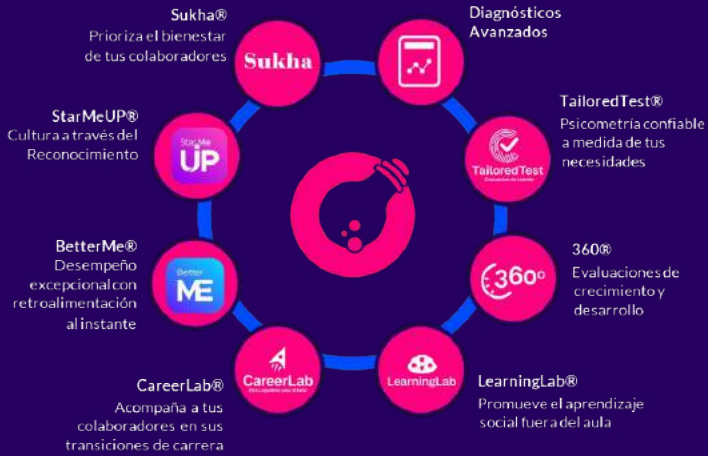 Sukha®
Prioriza el bienestar
de tus colaboradores
Sukha
Diagnósticos
Avanzados
StarMeUP®
Cultura a través del
Reconocimiento
Star Me
UP
TailoredTest®
Psicometría confiable
a medida de tus
necesidades
TailoredTest
BetterMe®
Desempeño
excepcional con
retroalimentación
al instante
Better
ME
360º
360®
Evaluaciones de
crecimiento y
desarrollo
CareerLab®
Acompaña a tus
colaboradores en sus
transiciones de carrera
CareerLab
LearningLab
LearningLab®
Promueve el aprendizaje
social fuera del aula